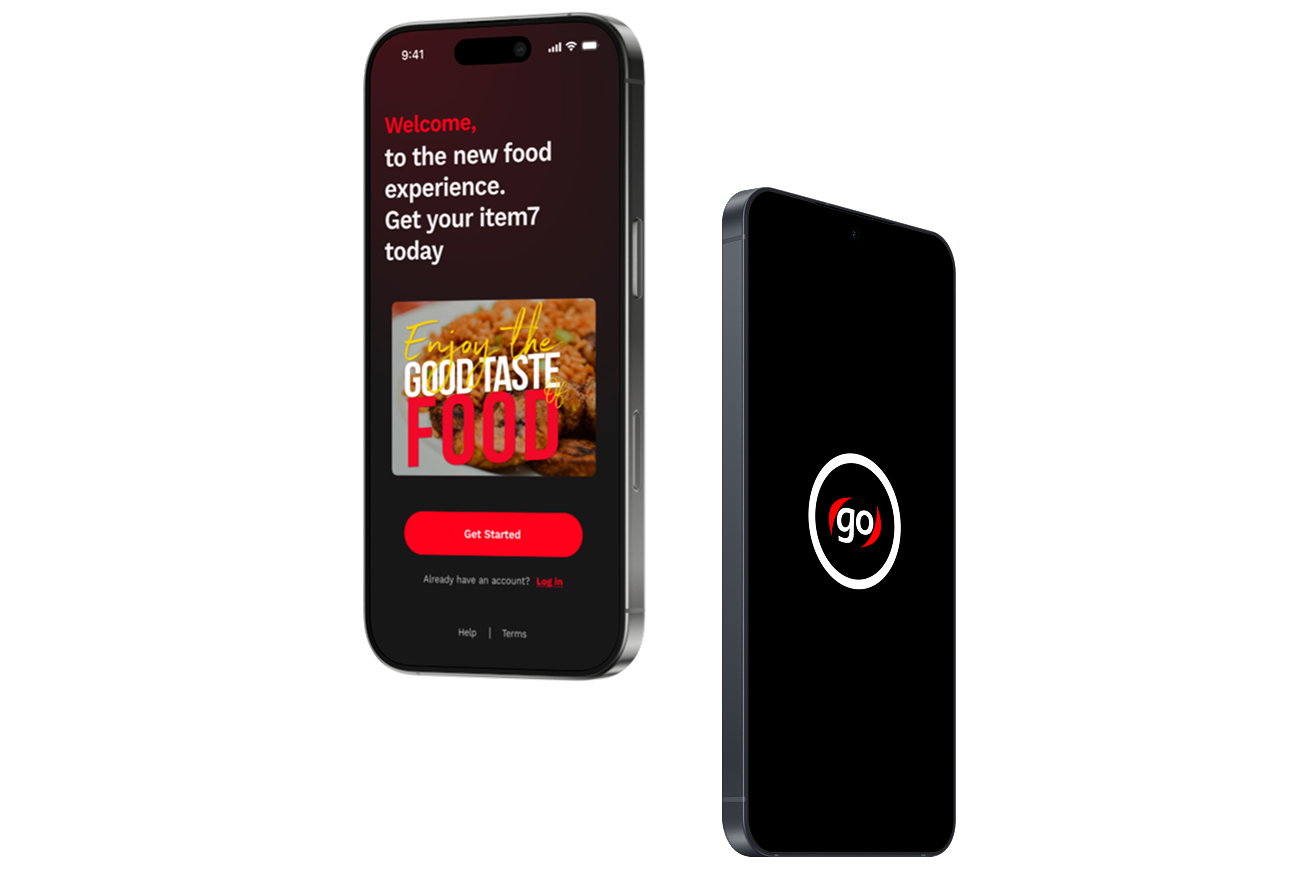 9:41
Welcome,
to the new food
experience.
Get your item7
today
Enjoy the
GOOD TASTE
of
FOOD
Get Started
Already have an account? Log in
Help | Terms
go